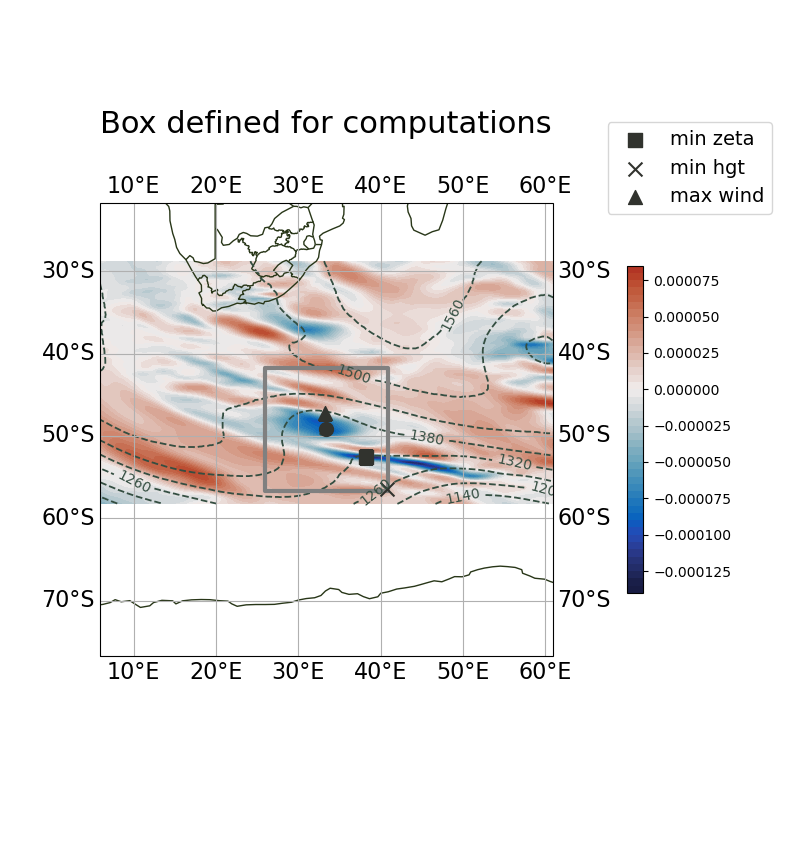 Box defined for computations
min zeta
min hgt
max wind
10°E 20°E 30°E 40°E 50°E 60°E
30°S 30°S
40°S 40°S
50°S 50°S
60°S 60°S
70°S 70°S
10°E 20°E 30°E 40°E 50°E 60°E
1560
1500
1380
1320
1260
1260
1140
120
0.000075
0.000050
0.000025
0.000000
−0.000025
−0.000050
−0.000075
−0.000100
−0.000125